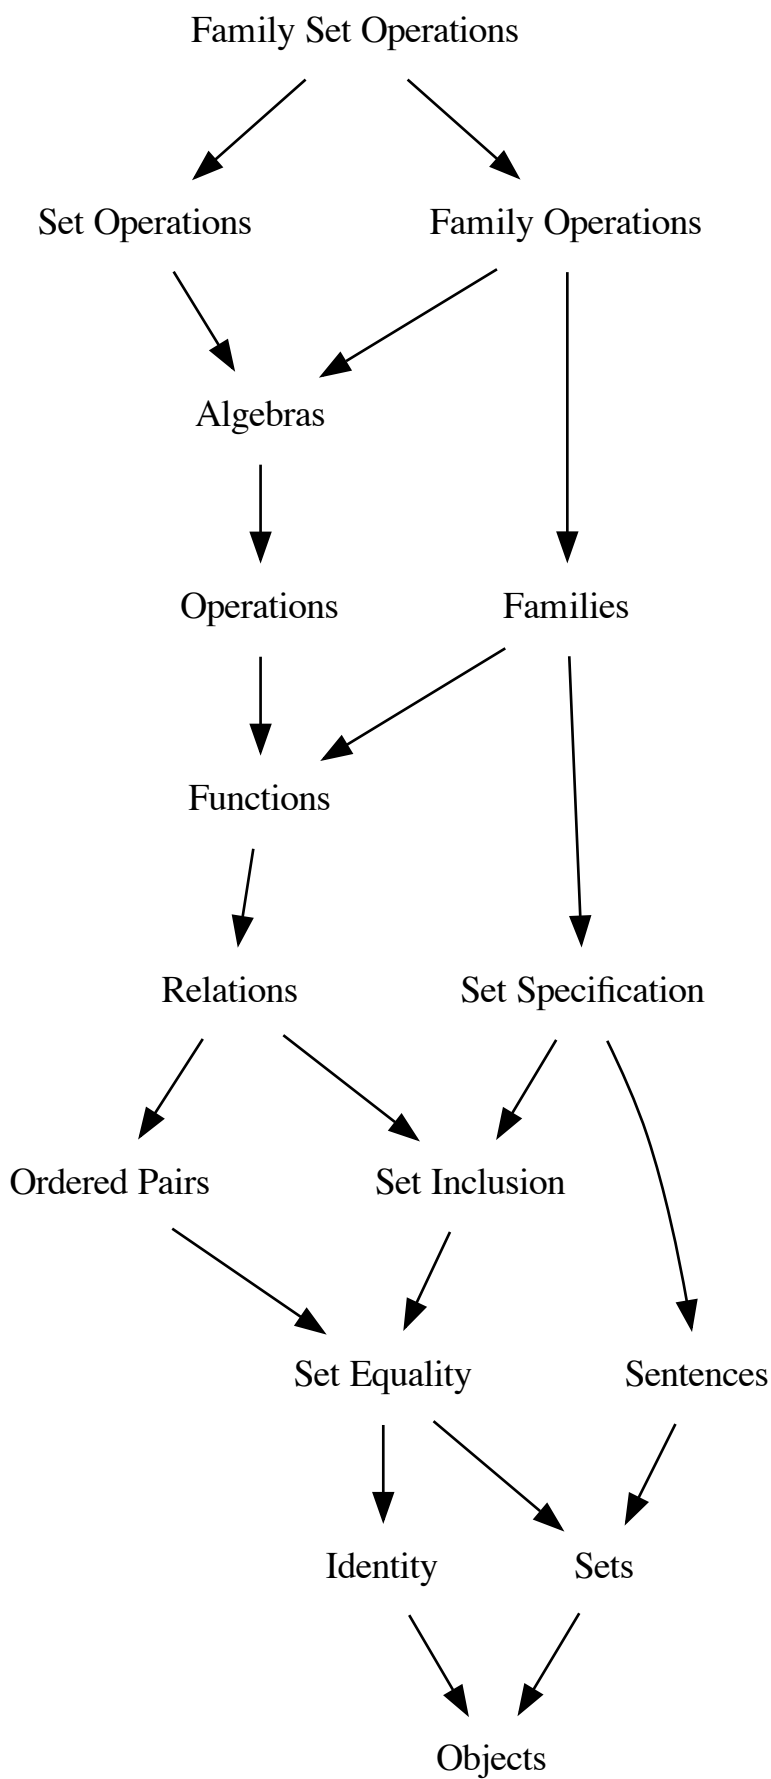 Family Set Operations
Set Operations
Family Operations
Algebras
Operations
Families
Functions
Relations
Set Specification
Ordered Pairs
Set Inclusion
Set Equality
Sentences
Identity
Sets
Objects